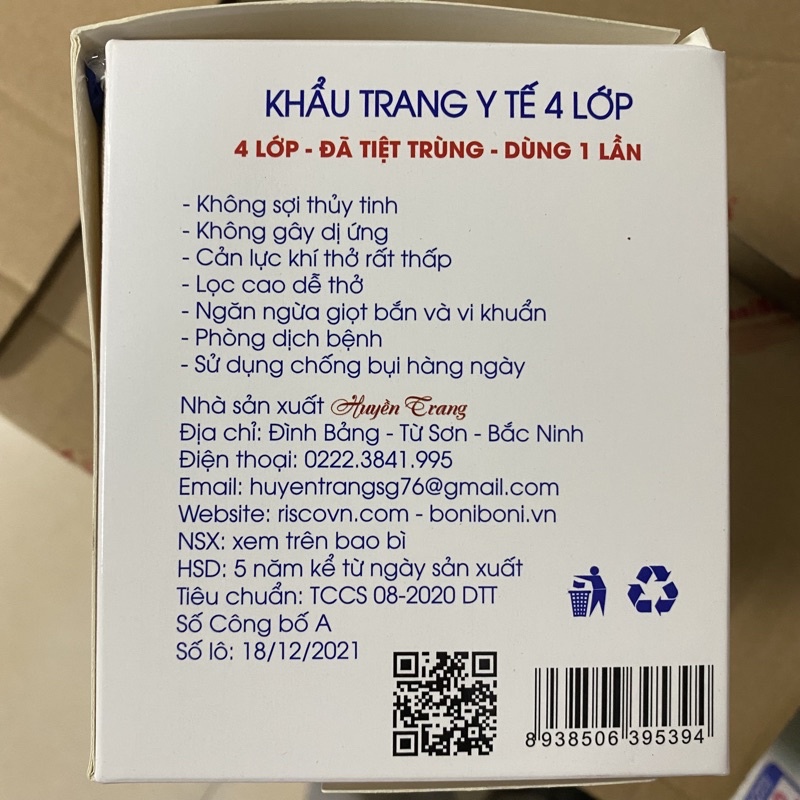 KHẨU TRANG Y TẾ 4 LỚP
4 LỚP - ĐÃ TIỆT TRÙNG - DÙNG 1 LẦN
- Không sợi thủy tinh
- Không gây dị ứng
- Cản lực khí thở rất thấp
- Lọc cao dễ thở
- Ngăn ngừa giọt bắn và vi khuẩn
- Phòng dịch bệnh
- Sử dụng chống bụi hàng ngày
Nhà sản xuất Huyền Trang
Địa chỉ: Đình Bảng - Từ Sơn - Bắc Ninh
Điện thoại: 0222.3841.995
Email: huyentrangsg76@gmail.com
Website: riscovn.com - boniboni.vn
NSX: xem trên bao bì
HSD: 5 năm kể từ ngày sản xuất
Tiêu chuẩn: TCCS 08-2020 DTT
Số Công bố A
Số lô: 18/12/2021
8 938506 395394